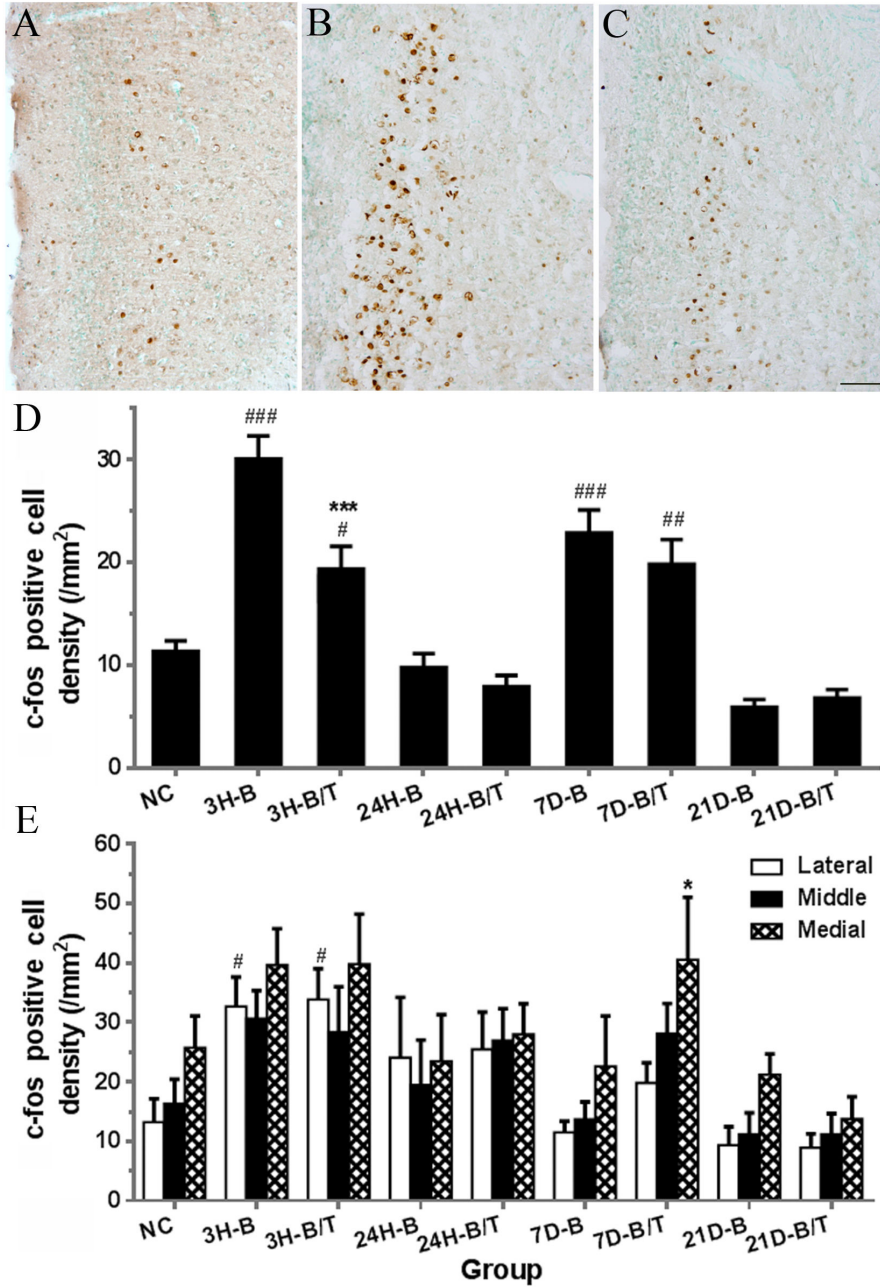 A
B
C
D
c-fos positive cell
density (/mm²)
30
20
10
0
###
***
#
###
##
NC
3H-B
3H-B/T
24H-B
24H-B/T
7D-B
7D-B/T
21D-B
21D-B/T
E
c-fos positive cell
density (/mm²)
60
50
40
30
20
10
0
#
#
*
Lateral
Middle
Medial
NC
3H-B
3H-B/T
24H-B
24H-B/T
7D-B
7D-B/T
21D-B
21D-B/T
Group